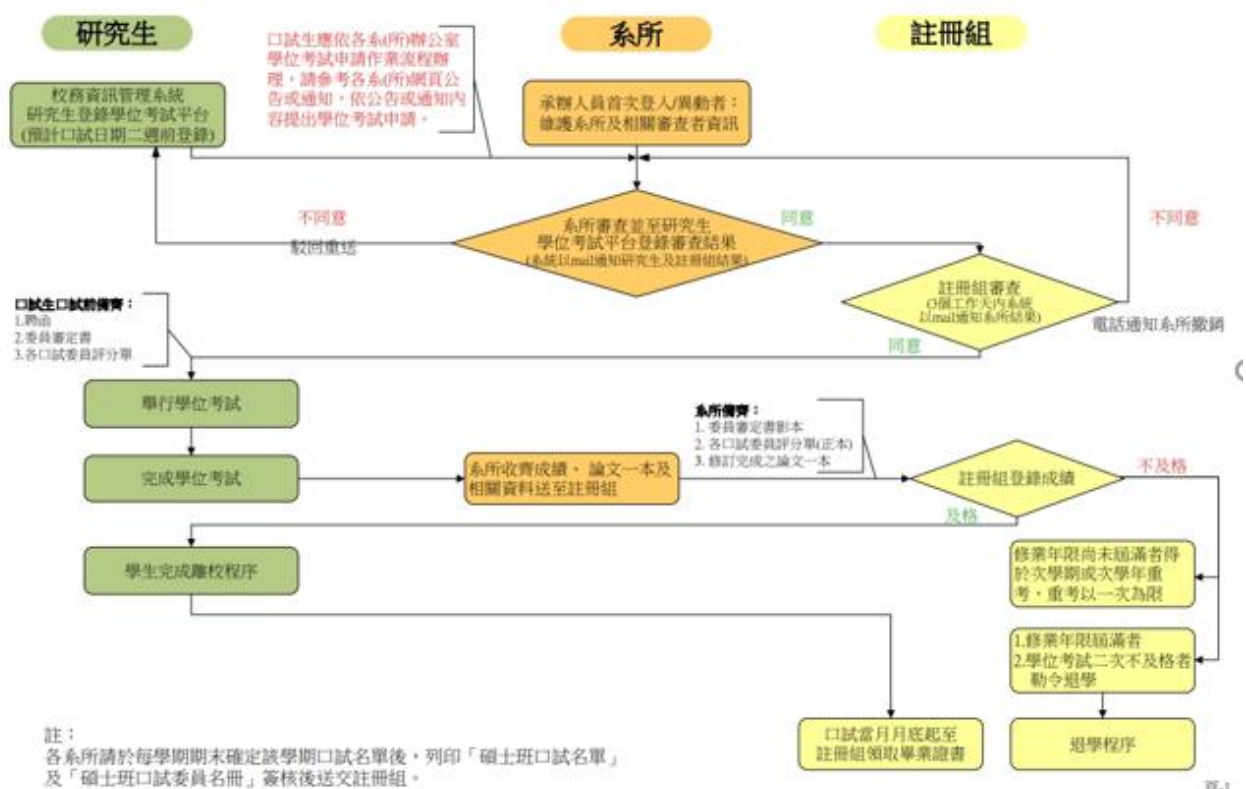 研究生
系所
註冊組
口試生應依各系(所)辦公室
學位考試申請作業流程辦
理，請參考各系(所)網頁公
告或通知，依公告或通知內
容提出學位考試申請。
校務資訊管理系統
研究生登錄學位考試平台
(預計口試日期二週前登錄)
承辦人員首次登入/異動者：
維護系所及相關審查者資訊
不同意
駁回重送
系所審查並至研究生
學位考試平台登錄審查結果
(系統以mail通知研究生及註冊組結果)
同意
不同意
註冊組審查
(3個工作天內系統
以mail通知系所結果)
電話通知系所撤銷
同意
口試生口試前備齊：
1.聘函
2.委員審定書
3.各口試委員評分單
舉行學位考試
完成學位考試
系所收齊成績、論文一本及
相關資料送至註冊組
系所備齊：
1. 委員審定書影本
2. 各口試委員評分單(正本)
3. 修訂完成之論文一本
註冊組登錄成績
不及格
及格
學生完成離校程序
修業年限尚未屆滿者得
於次學期或次學年重
考，重考以一次為限
1.修業年限屆滿者
2.學位考試二次不及格者
勒令退學
口試當月月底起至
註冊組領取畢業證書
退學程序
註：
各系所請於每學期期末確定該學期口試名單後，列印「碩士班口試名單」
及「碩士班口試委員名冊」簽核後送交註冊組。
頁-1